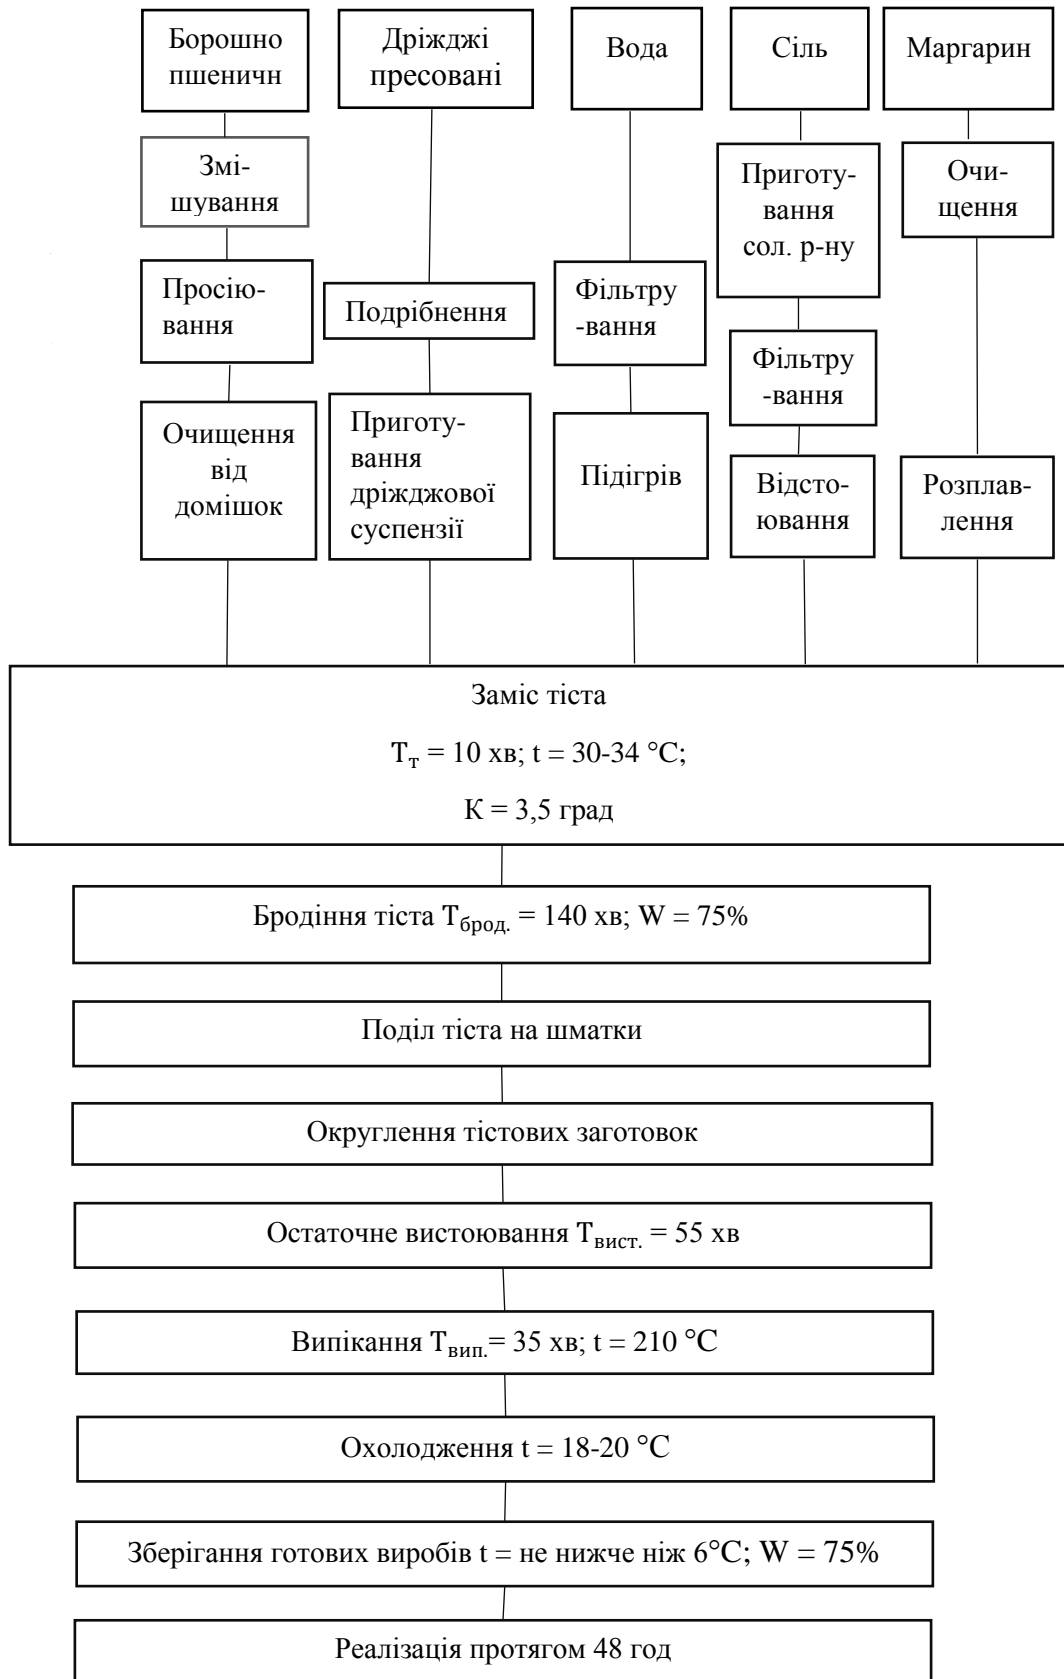 Борошно
пшеничн
Дріжджі
пресовані
Вода
Сіль
Маргарин
Змі-
шування
Приготу-
вання
сол. р-ну
Очи-
щення
Просію-
вання
Подрібнення
Фільтру
-вання
Фільтру
-вання
Очищення
від
домішок
Приготу-
вання
дріжджової
суспензії
Підігрів
Відсто-
ювання
Розплав-
лення
Заміс тіста
Тт = 10 хв; t = 30-34 °C;
К = 3,5 град
Бродіння тіста Тброд. = 140 хв; W = 75%
Поділ тіста на шматки
Округлення тістових заготовок
Остаточне вистоювання Твист. = 55 хв
Випікання Твип.= 35 хв; t = 210 °C
Охолодження t = 18-20 °C
Зберігання готових виробів t = не нижче ніж 6°C; W = 75%
Реалізація протягом 48 год